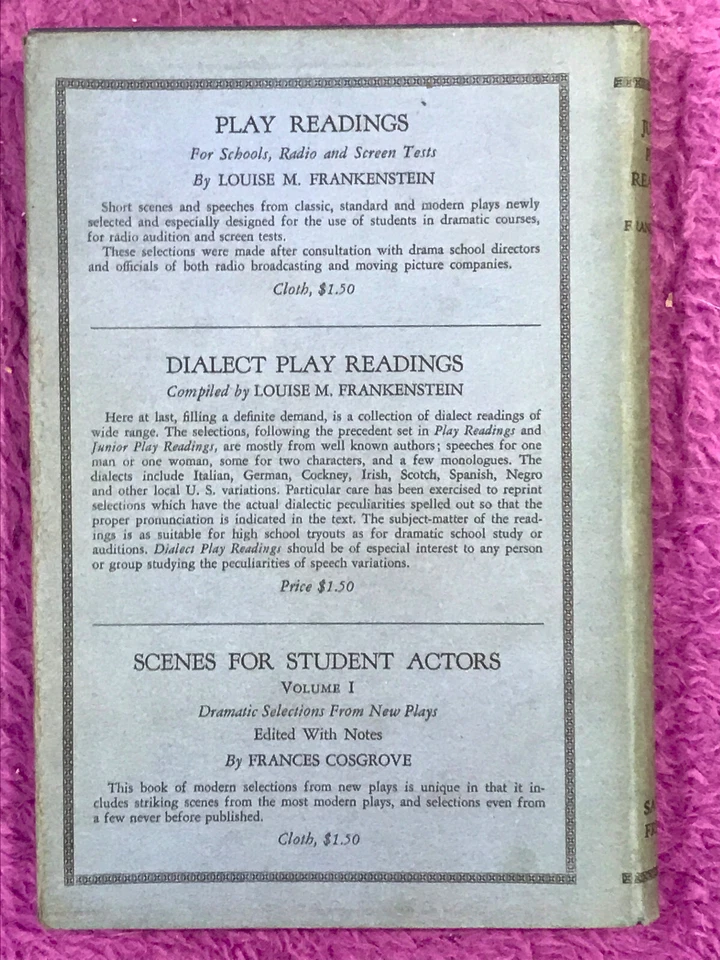 PLAY READINGS
For Schools, Radio and Screen Tests
By LOUISE M. FRANKENSTEIN
Short scenes and speeches from classic, standard and modern plays newly
selected and especially designed for the use of students in dramatic courses,
for radio audition and screen tests.
These selections were made after consultation with drama school directors
and officials of both radio broadcasting and moving picture companies.
Cloth, $1.50
DIALECT PLAY READINGS
Compiled by LOUISE M. FRANKENSTEIN
Here at last, filling a definite demand, is a collection of dialect readings of
wide range. The selections, following the precedent set in Play Readings and
Junior Play Readings, are mostly from well known authors; speeches for one
man or one woman, some for two characters, and a few monologues. The
dialects include Italian, German, Cockney, Irish, Scotch, Spanish, Negro
and other local U. S. variations. Particular care has been exercised to reprint
selections which have the actual dialectic peculiarities spelled out so that the
proper pronunciation is indicated in the text. The subject-matter of the read-
ings is as suitable for high school tryouts as for dramatic school study or
auditions. Dialect Play Readings should be of especial interest to any person
or group studying the peculiarities of speech variations.
Price $1.50
SCENES FOR STUDENT ACTORS
VOLUME I
Dramatic Selections From New Plays
Edited With Notes
By FRANCES COSGROVE
This book of modern selections from new plays is unique in that it in-
cludes striking scenes from the most modern plays, and selections even from
a few never before published.
Cloth, $1.50